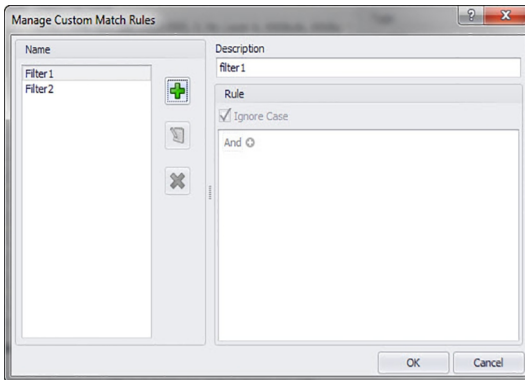 Manage Custom Match Rules
Name
Description
Filter1
Filter2
filter1
Rule
Ignore Case
And
OK
Cancel